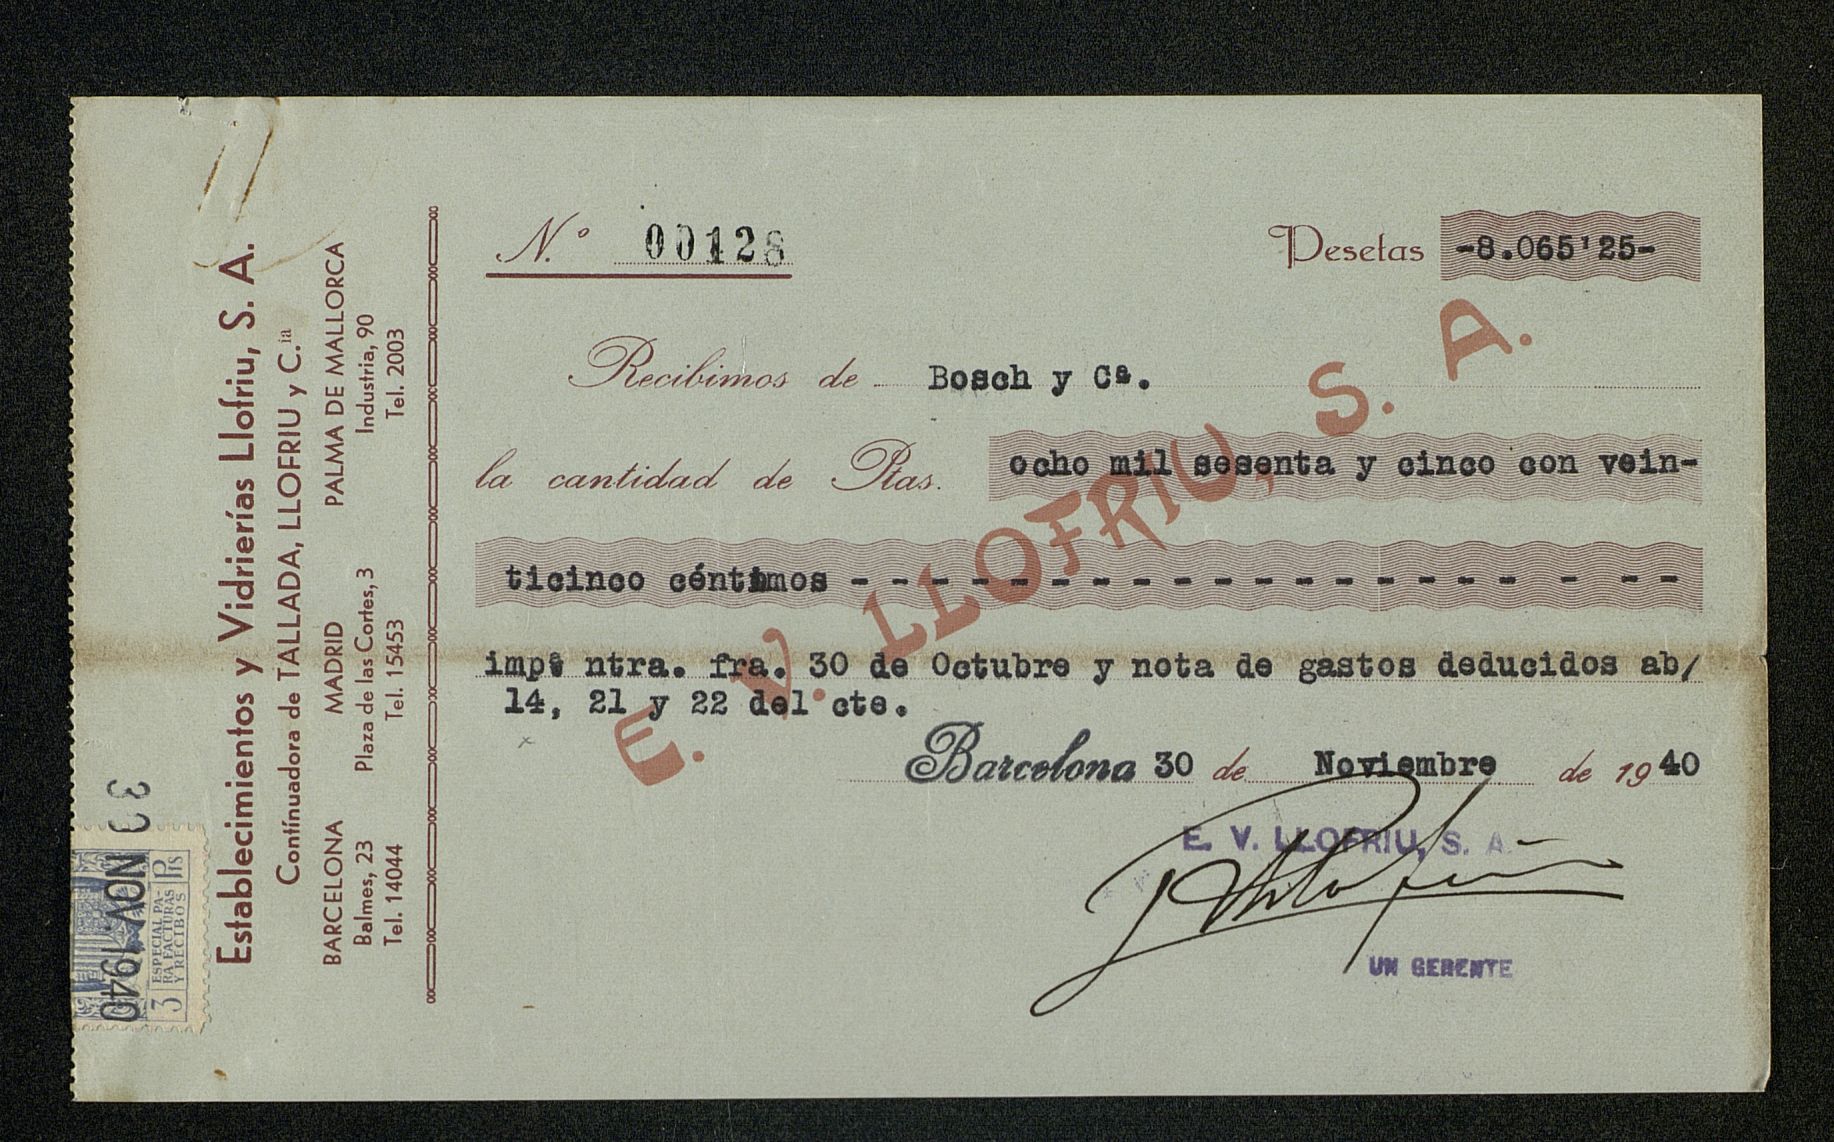 Establecimientos y Vidrierías Llofriu, S. A.
Continuadora de TALLADA, LLOFRIU y C.ia
BARCELONA
Balmes, 23
Tel. 14044
MADRID
Plaza de las Cortes, 3
Tel. 15453
PALMA DE MALLORCA
Industria, 90
Tel. 2003
30 NOV. 1940
3 ESPECIAL PA-
RA FACTURAS
Y RECIBOS
Pts
N.º 00128
Pesetas -8.065'25-
Recibimos de Bosch y Cª.
la cantidad de Ptas. ocho mil sesenta y cinco con vein-
ticinco céntimos - - - - - - - - - - - - - - - - - - - -
impº ntra. fra. 30 de Octubre y nota de gastos deducidos ab/
14, 21 y 22 del cte.
E. V. LLOFRIU, S. A.
Barcelona 30 de Noviembre de 1940
E. V. LLOFRIU, S. A.
UN GERENTE